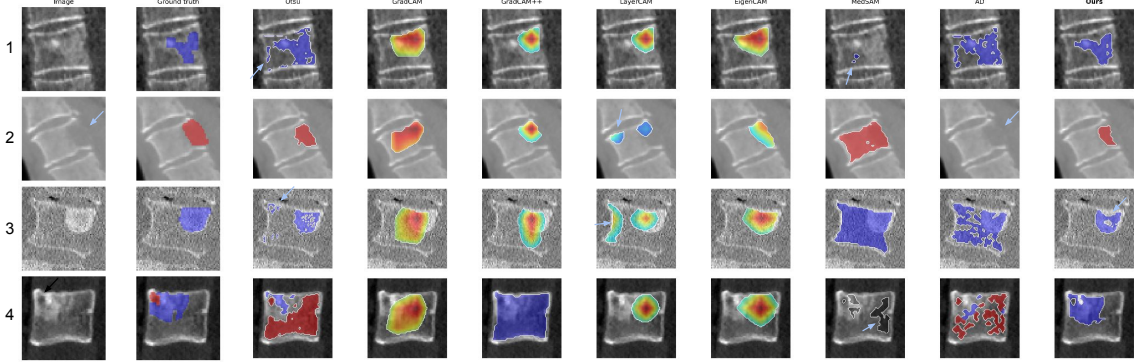 Image Ground truth Otsu GradCAM GradCAM++ LayerCAM EigenCAM MedSAM AD Ours
1
2
3
4